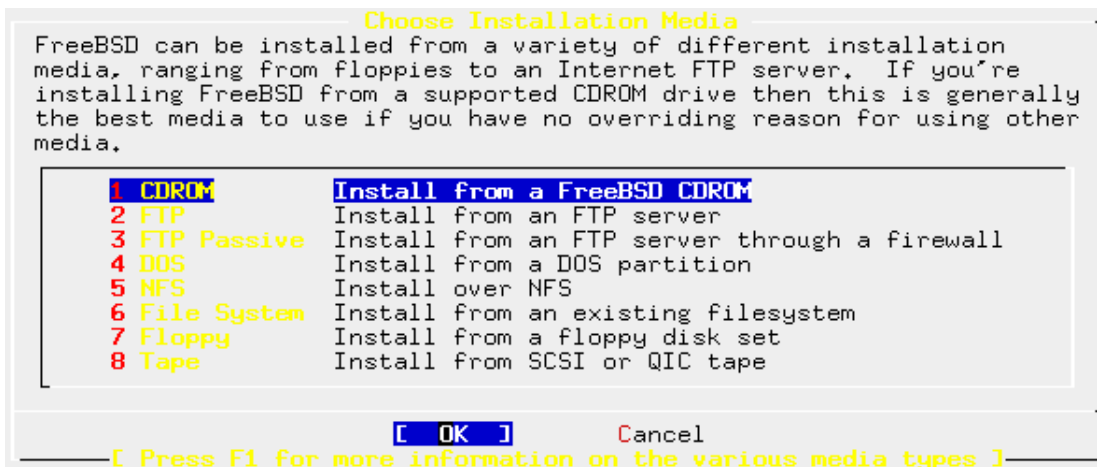 Choose Installation Media
FreeBSD can be installed from a variety of different installation
media, ranging from floppies to an Internet FTP server.  If you're
installing FreeBSD from a supported CDROM drive then this is generally
the best media to use if you have no overriding reason for using other
media.
1 CDROM Install from a FreeBSD CDROM
2 FTP Install from an FTP server
3 FTP Passive Install from an FTP server through a firewall
4 DOS Install from a DOS partition
5 NFS Install over NFS
6 File System Install from an existing filesystem
7 Floppy Install from a floppy disk set
8 Tape Install from SCSI or QIC tape
[ OK ] Cancel
[ Press F1 for more information on the various media types ]